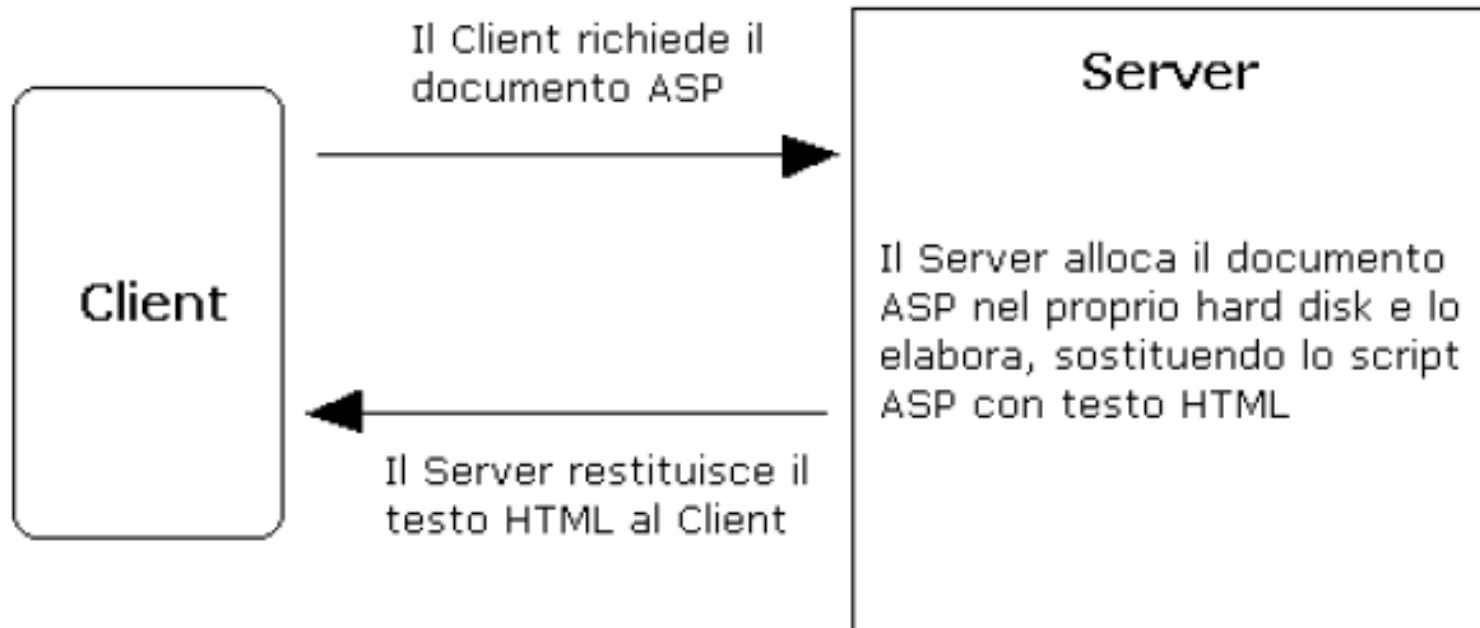 Il Client richiede il
documento ASP
Server
Client
Il Server alloca il documento
ASP nel proprio hard disk e lo
elabora, sostituendo lo script
ASP con testo HTML
Il Server restituisce il
testo HTML al Client